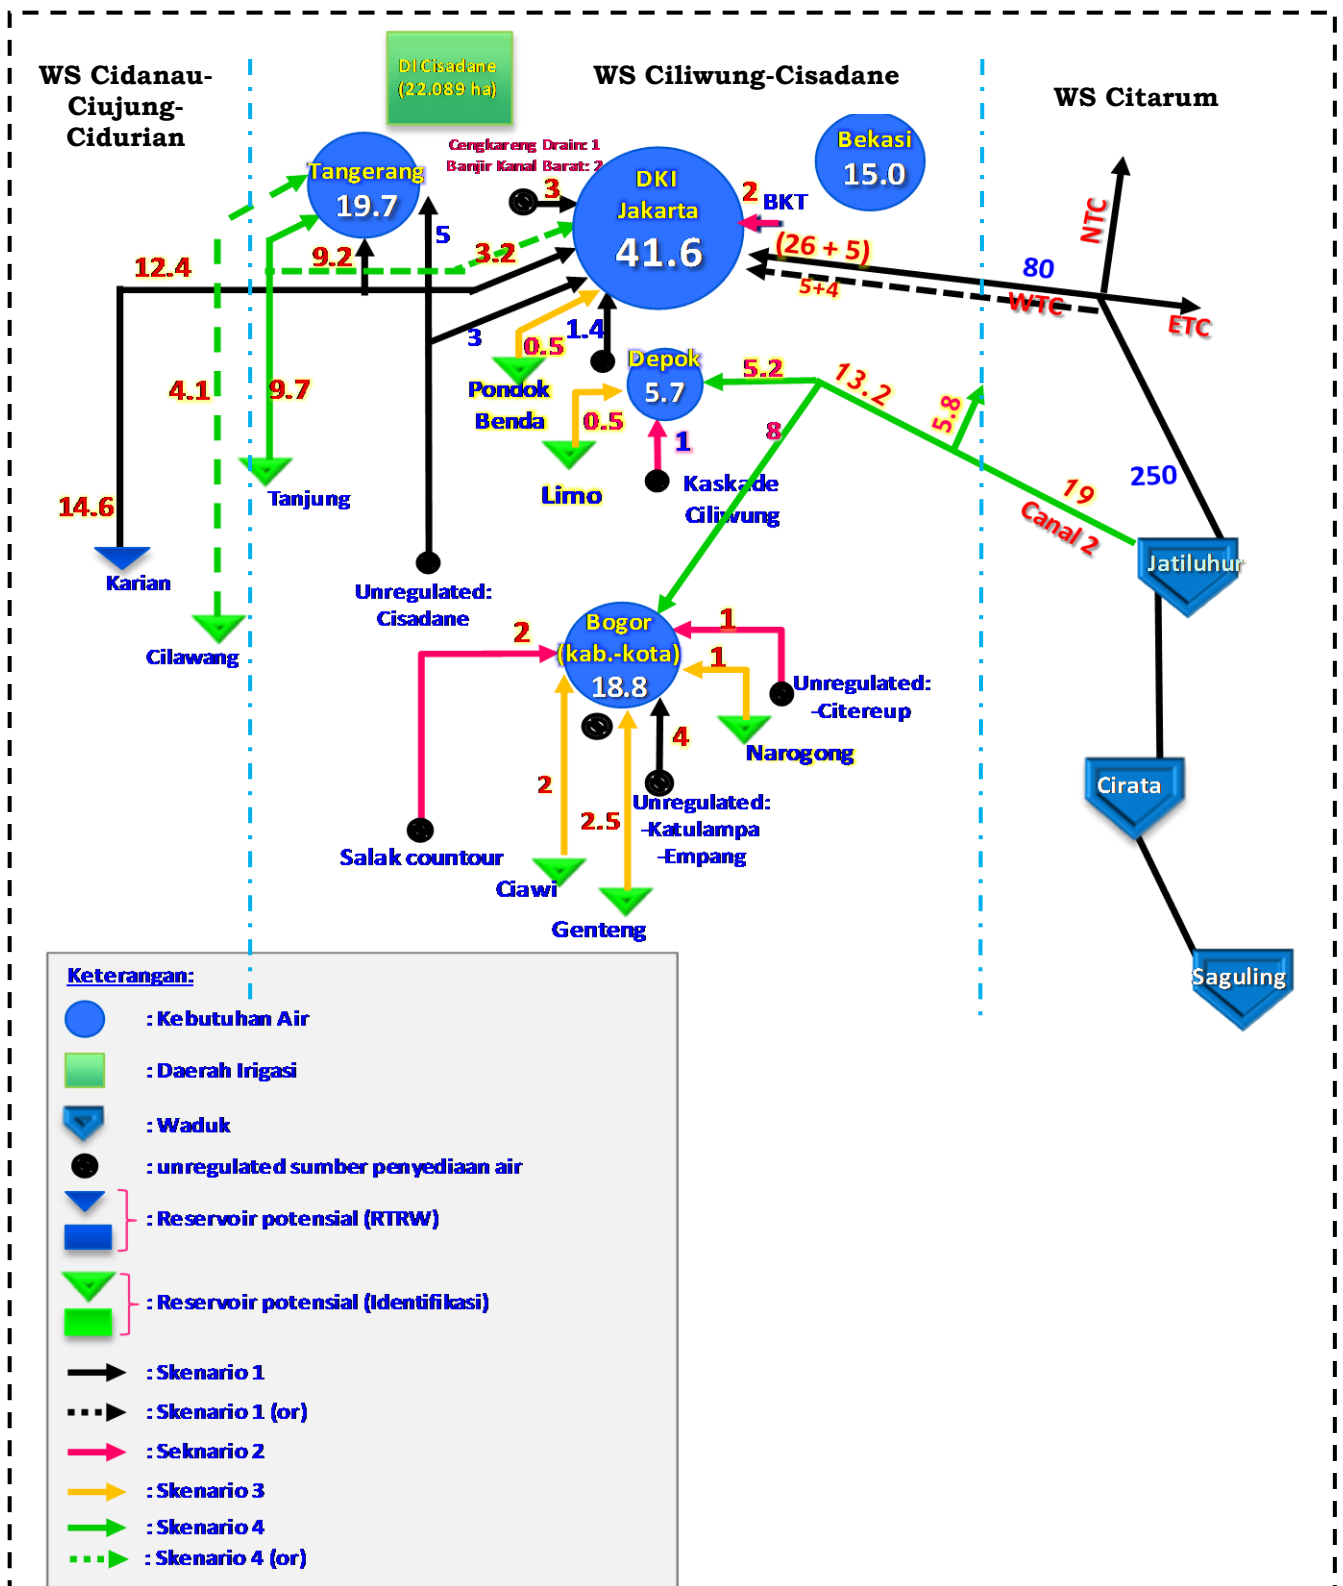 WS Cidanau-
Ciujung-
Cidurian
DI Cisadane
(22.089 ha)
WS Ciliwung-Cisadane
WS Citarum
Cengkareng Drain: 1
Banjir Kanal Barat: 2
Tangerang
19.7
DKI
Jakarta
41.6
Bekasi
15.0
3
2
BKT
5
NTC
(26 + 5)
80
5+4
WTC
ETC
12.4
9.2
3.2
3
1.4
0.5
Pondok
Benda
Depok
5.7
5.2
13.2
5.8
4.1
9.7
0.5
1
8
Limo
Kaskade
Ciliwung
250
19
Canal 2
Tanjung
14.6
Karian
Jatiluhur
Unregulated:
Cisadane
Cilawang
2
Bogor
(kab.-kota)
18.8
1
1
Unregulated:
-Citereup
4
Narogong
2
2.5
Unregulated:
-Katulampa
-Empang
Cirata
Salak countour
Ciawi
Genteng
Saguling
Keterangan:
: Kebutuhan Air
: Daerah Irigasi
: Waduk
: unregulated sumber penyediaan air
: Reservoir potensial (RTRW)
: Reservoir potensial (Identifikasi)
: Skenario 1
: Skenario 1 (or)
: Seknario 2
: Skenario 3
: Skenario 4
: Skenario 4 (or)